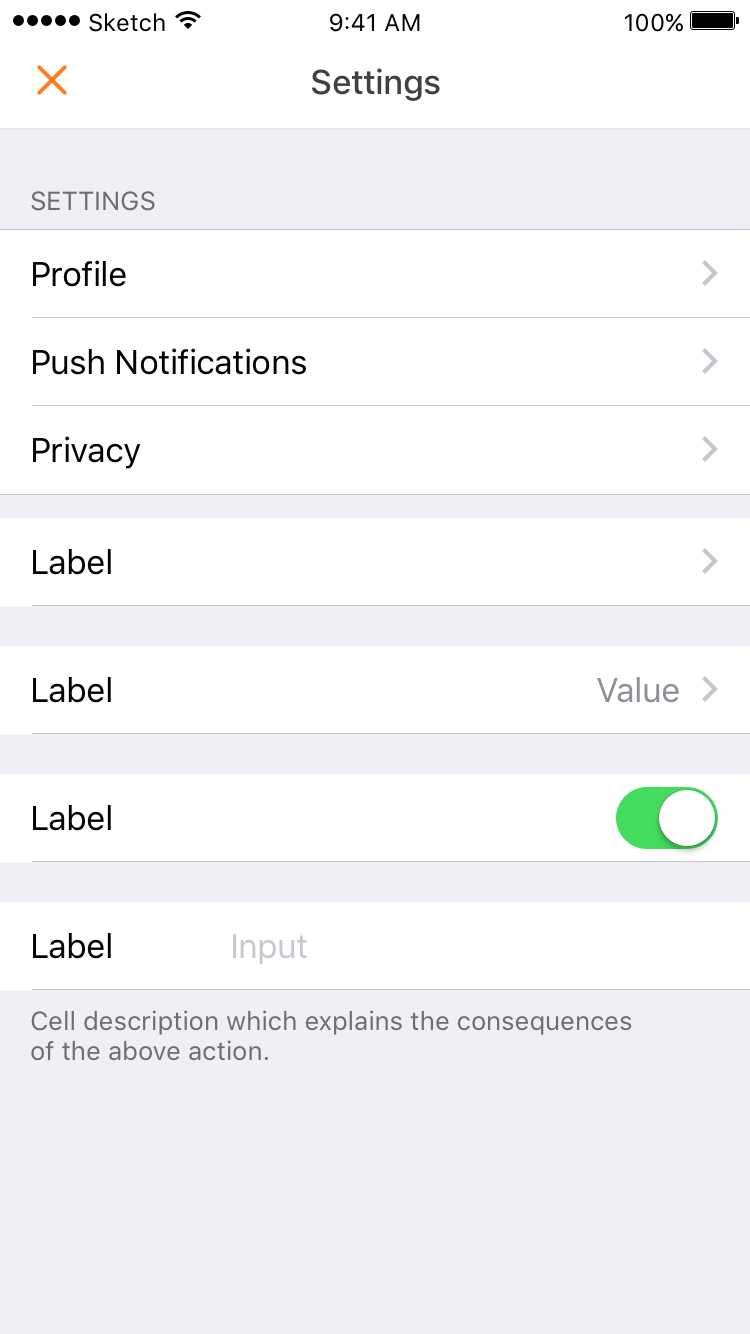 Sketch 9:41 AM 100%
Settings
SETTINGS
Profile
Push Notifications
Privacy
Label
Label Value
Label
Label Input
Cell description which explains the consequences
of the above action.